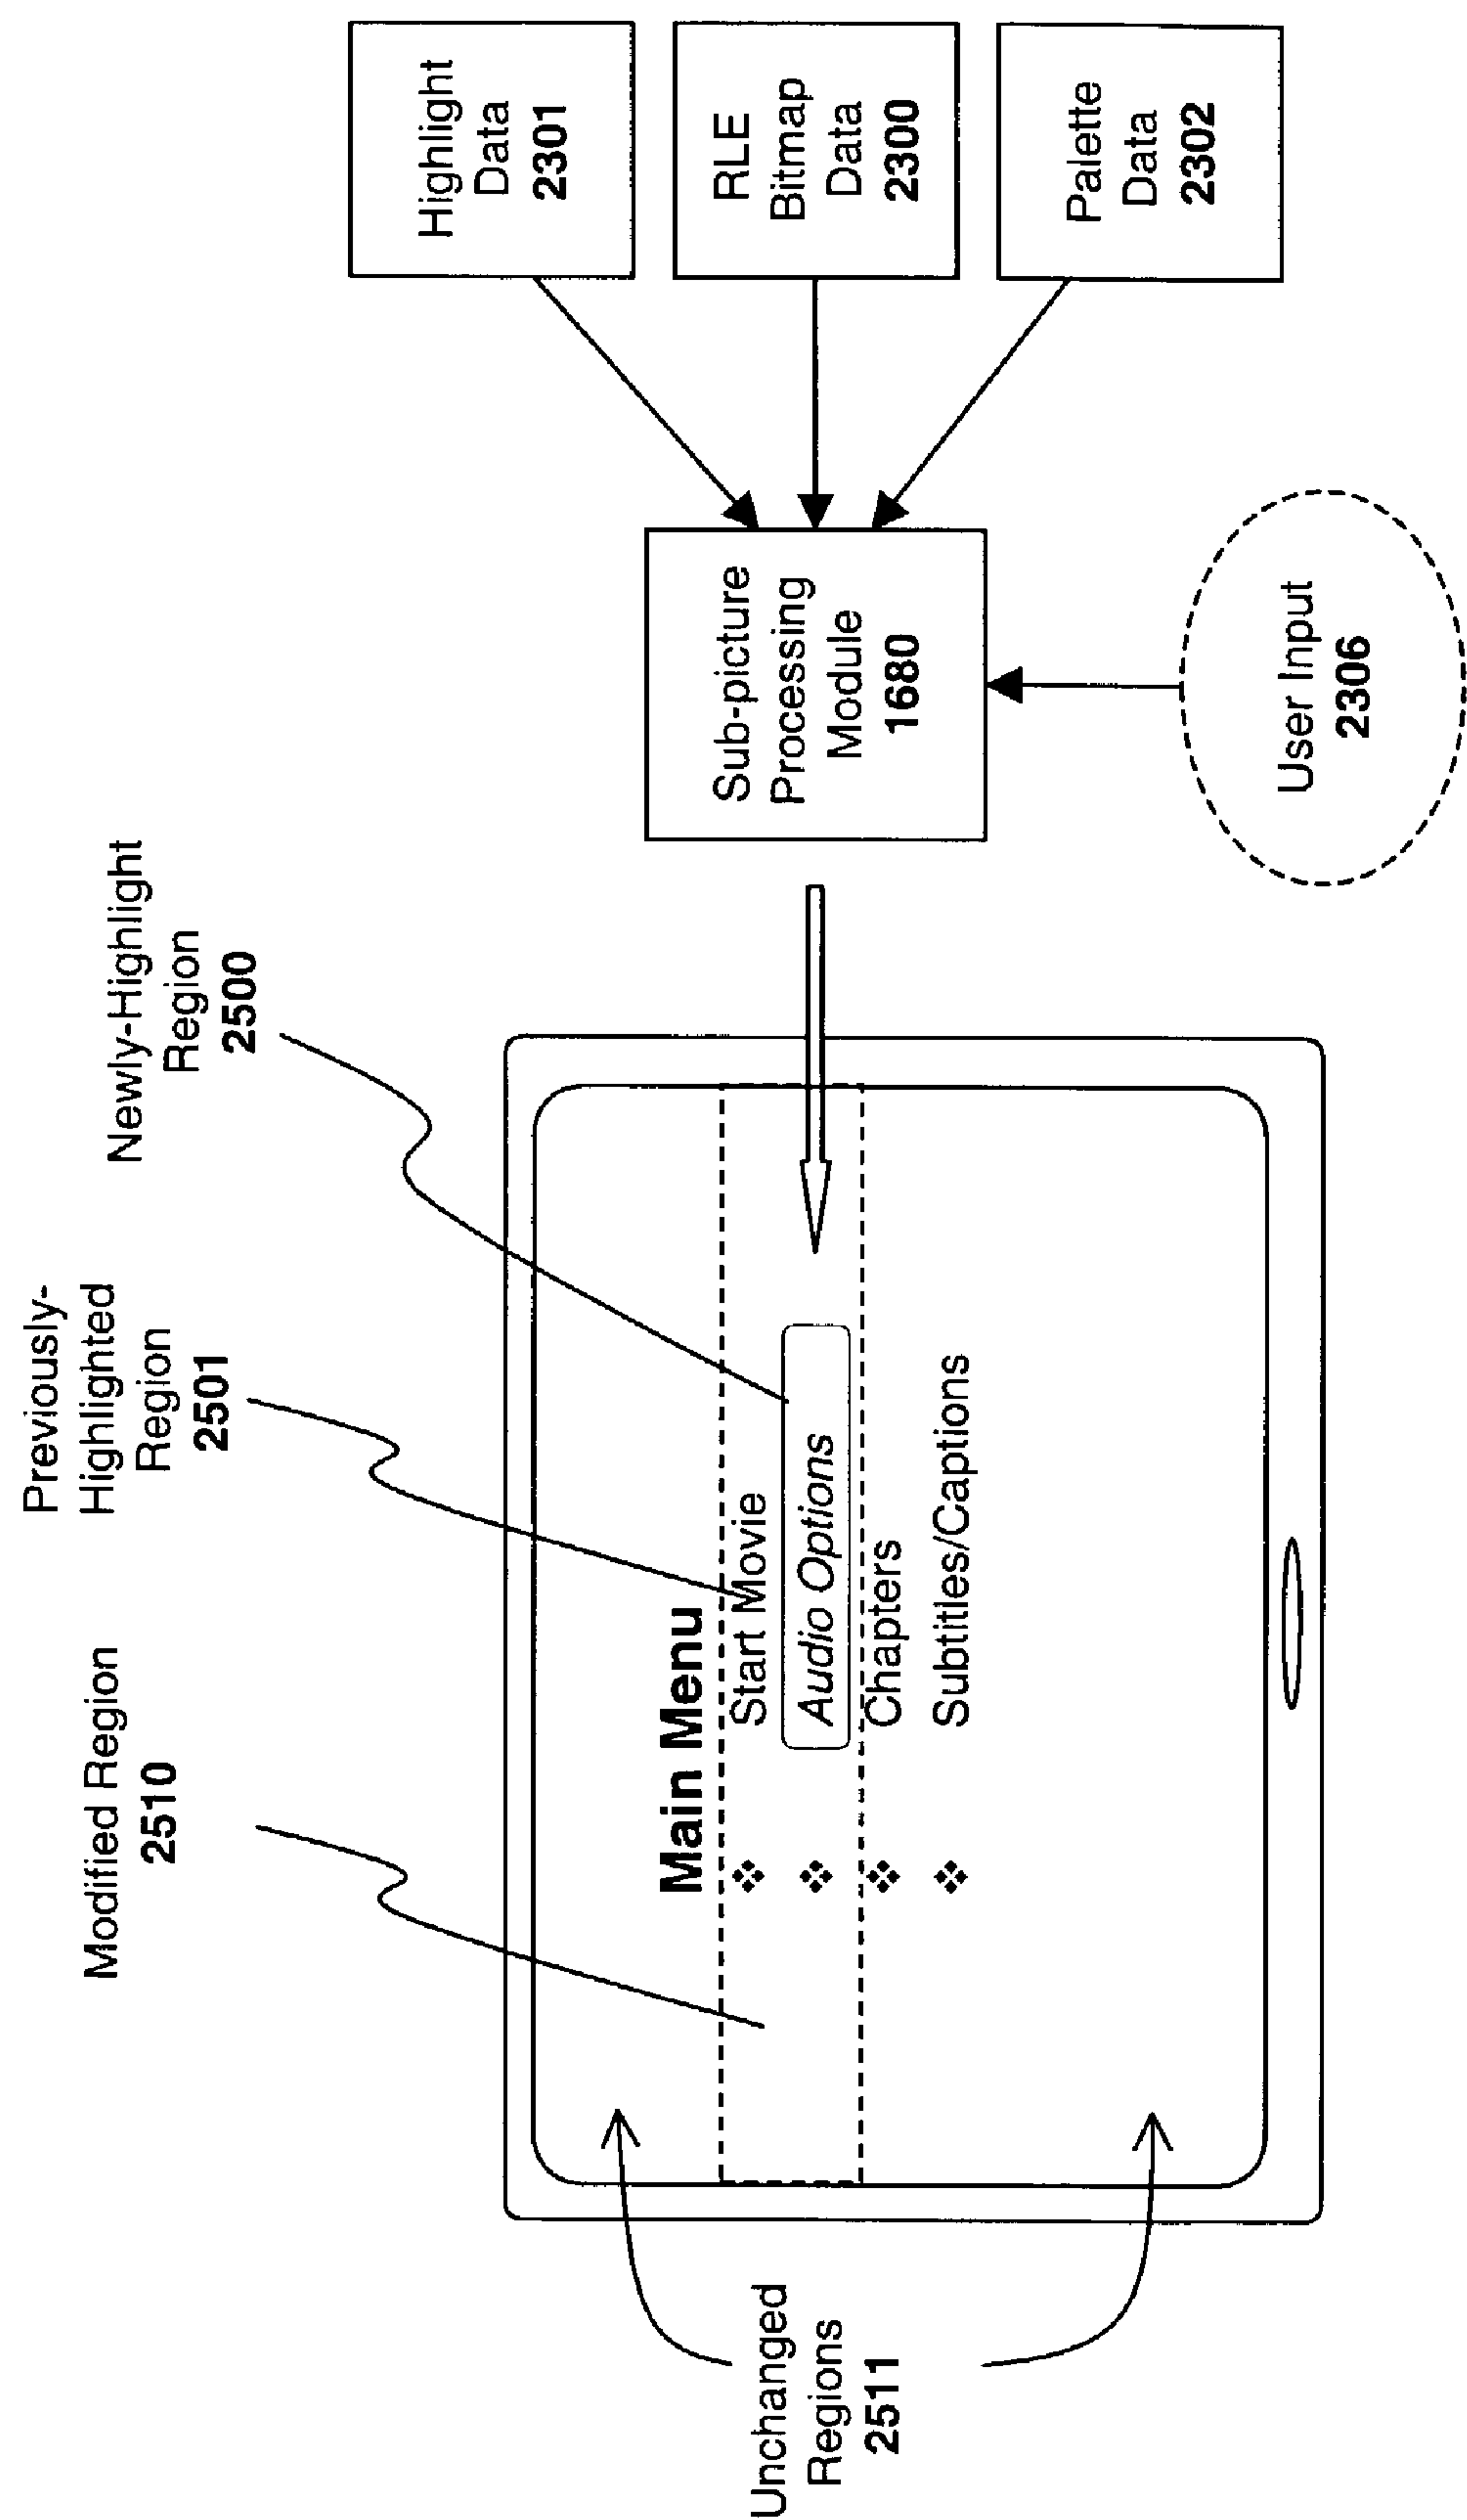 Previously-
Highlighted
Region
2501
Newly-Highlight
Region
2500
Modified Region
2510
Unchanged
Regions
2511
Main Menu
❖ Start Movie
❖ Audio Options
❖ Chapters
❖ Subtitles/Captions
Sub-picture
Processing
Module
1680
Highlight
Data
2301
RLE
Bitmap
Data
2300
Palette
Data
2302
User Input
2306